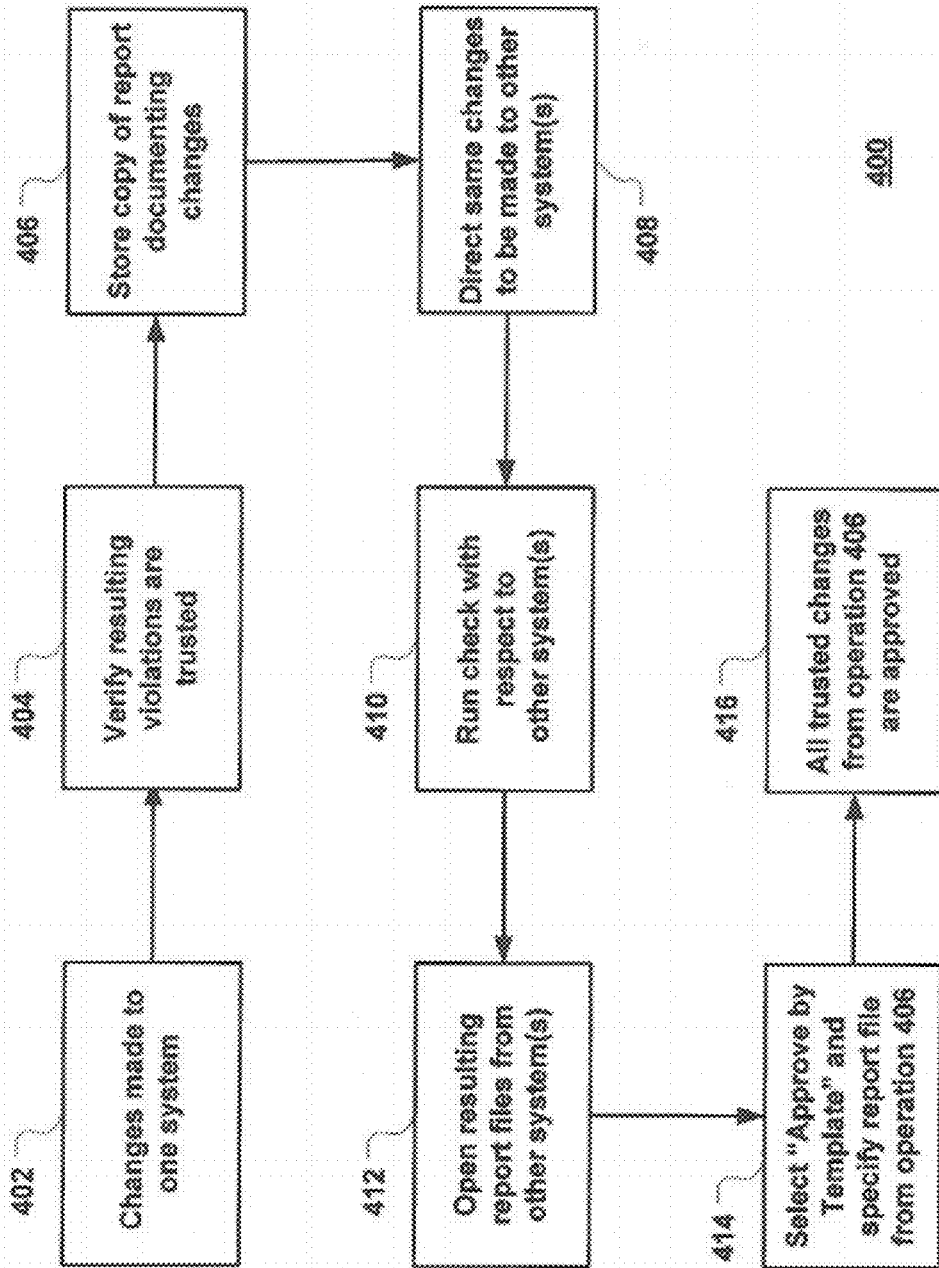 402
Changes made to
one system
404
Verify resulting
violations are
trusted
406
Store copy of report
documenting
changes
Direct same changes
to be made to other
system(s)
408
410
Run check with
respect to
other system(s)
412
Open resulting
report files from
other system(s)
414
Select "Approve by
Template" and
specify report file
from operation 406
416
All trusted changes
from operation 406
are approved
400